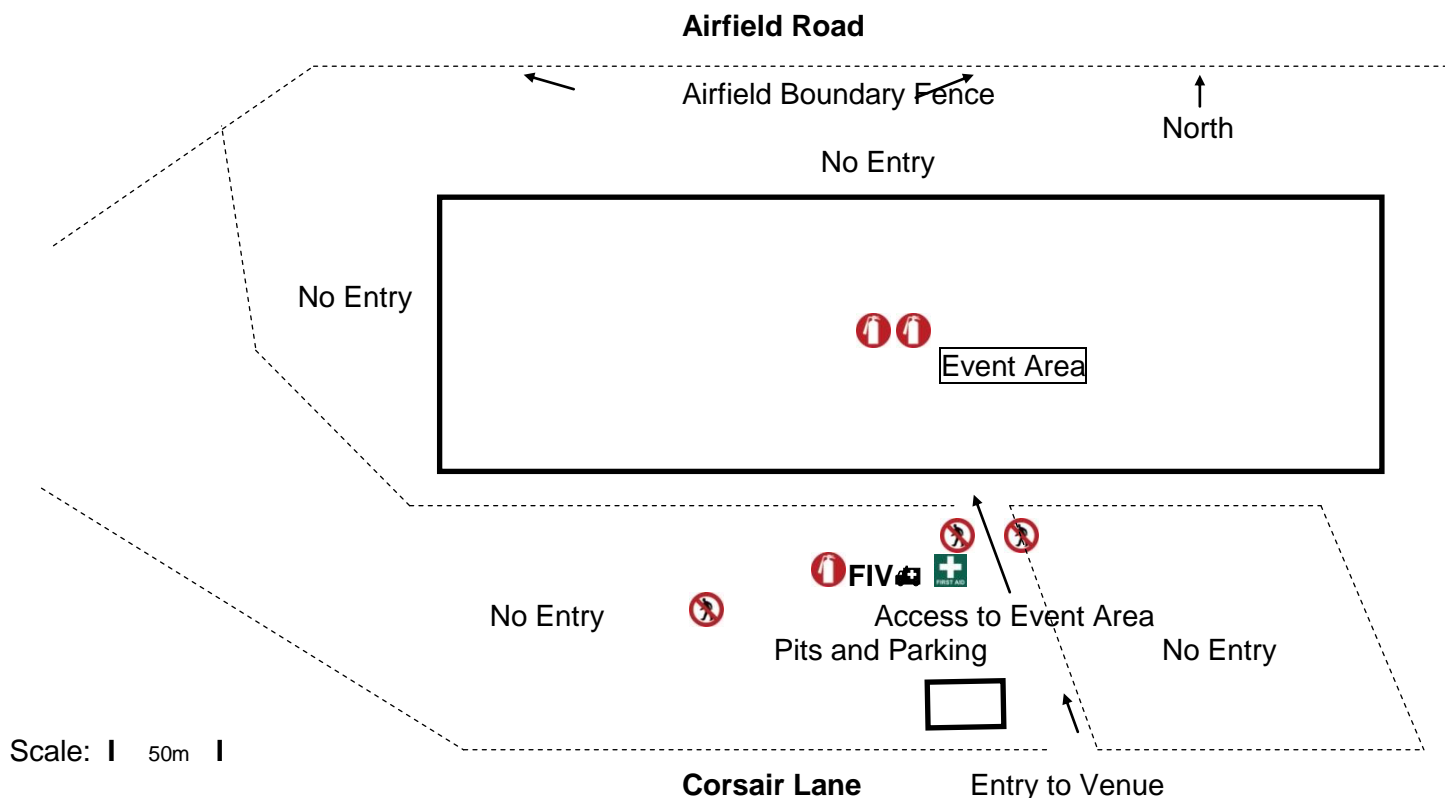 Airfield Road
Airfield Boundary Fence
North
No Entry
No Entry
Event Area
FIV
FIRST AID
No Entry
Access to Event Area
Pits and Parking
No Entry
Scale: I 50m I
Corsair Lane
Entry to Venue